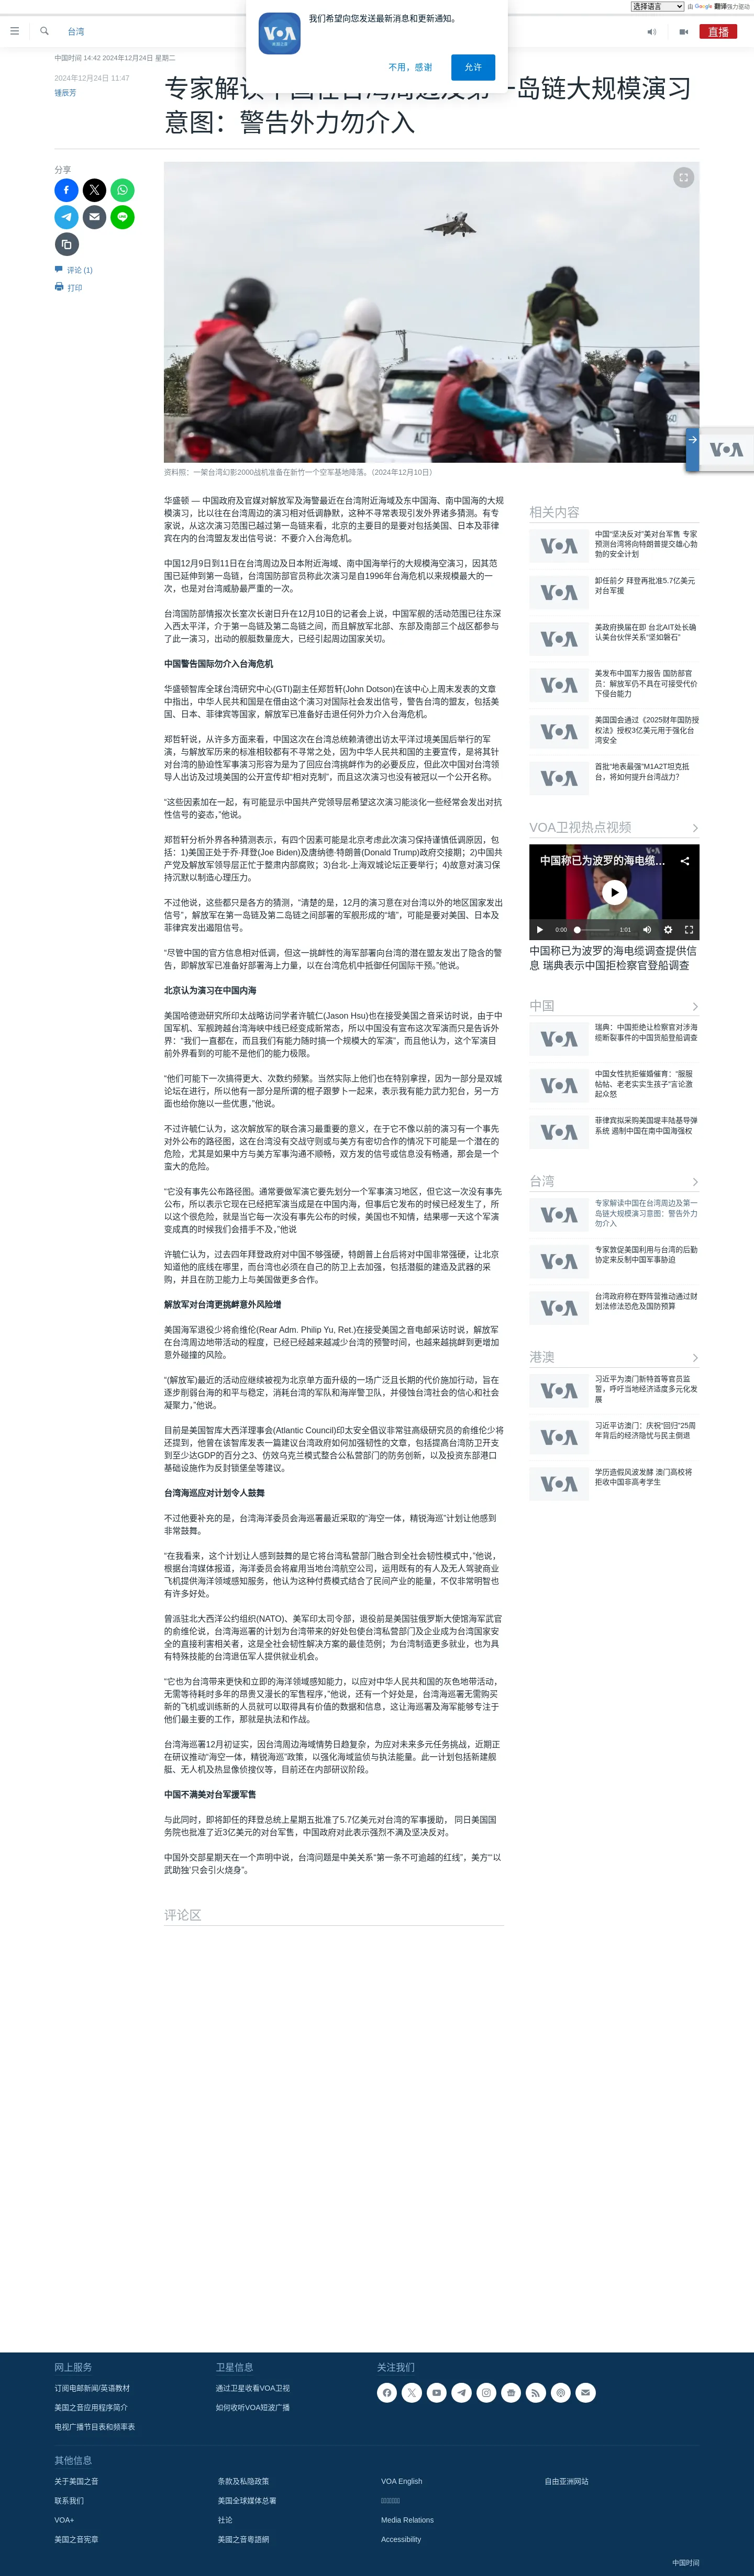 选择语言 由 Google 翻译强力驱动
我们希望向您发送最新消息和更新通知。
不用，感谢
允许
台湾
直播
中国时间 14:42 2024年12月24日 星期二
2024年12月24日 11:47
锺辰芳
专家解读中国在台湾周边及第一岛链大规模演习
意图：警告外力勿介入
分享
评论 (1)
打印
资料照：一架台湾幻影2000战机准备在新竹一个空军基地降落。（2024年12月10日）
华盛顿 — 中国政府及官媒对解放军及海警最近在台湾附近海域及东中国海、南中国海的大规
模演习，比以往在台湾周边的演习相对低调静默，这种不寻常表现引发外界诸多猜测。有专
家说，从这次演习范围已越过第一岛链来看，北京的主要目的是要对包括美国、日本及菲律
宾在内的台湾盟友发出信号说：不要介入台海危机。
中国12月9日到11日在台湾周边及日本附近海域、南中国海举行的大规模海空演习，因其范
围已延伸到第一岛链，台湾国防部官员称此次演习是自1996年台海危机以来规模最大的一
次，也是对台湾威胁最严重的一次。
台湾国防部情报次长室次长谢日升在12月10日的记者会上说，中国军舰的活动范围已往东深
入西太平洋，介于第一岛链及第二岛链之间，而且解放军北部、东部及南部三个战区都参与
了此一演习，出动的舰艇数量庞大，已经引起周边国家关切。
中国警告国际勿介入台海危机
华盛顿智库全球台湾研究中心(GTI)副主任郑哲轩(John Dotson)在该中心上周末发表的文章
中指出，中华人民共和国是在借由这个演习对国际社会发出信号，警告台湾的盟友，包括美
国、日本、菲律宾等国家，解放军已准备好击退任何外力介入台海危机。
郑哲轩说，从许多方面来看，中国这次在台湾总统赖清德出访太平洋过境美国后举行的军
演，与解放军历来的标准相较都有不寻常之处，因为中华人民共和国的主要宣传，是将其针
对台湾的胁迫性军事演习形容为是为了回应台湾挑衅作为的必要反应，但此次中国对台湾领
导人出访及过境美国的公开宣传却“相对克制”，而且这次演习也没有被冠以一个公开名称。
“这些因素加在一起，有可能显示中国共产党领导层希望这次演习能淡化一些经常会发出对抗
性信号的姿态，”他说。
郑哲轩分析外界各种猜测表示，有四个因素可能是北京考虑此次演习保持谨慎低调原因，包
括：1)美国正处于乔·拜登(Joe Biden)及唐纳德·特朗普(Donald Trump)政府交接期；2)中国共
产党及解放军领导层正忙于整肃内部腐败；3)台北-上海双城论坛正要举行；4)故意对演习保
持沉默以制造心理压力。
不过他说，这些都只是各方的猜测，“清楚的是，12月的演习意在对台湾以外的地区国家发出
信号”，解放军在第一岛链及第二岛链之间部署的军舰形成的“墙”，可能是要对美国、日本及
菲律宾发出遏阻信号。
“尽管中国的官方信息相对低调，但这一挑衅性的海军部署向台湾的潜在盟友发出了隐含的警
告，即解放军已准备好部署海上力量，以在台湾危机中抵御任何国际干预。”他说。
北京认为演习在中国内海
美国哈德逊研究所印太战略访问学者许毓仁(Jason Hsu)也在接受美国之音采访时说，由于中
国军机、军舰跨越台湾海峡中线已经变成新常态，所以中国没有宣布这次军演而只是告诉外
界：“我们一直都在，而且我们有能力随时都搞一个规模大的军演”，而且他认为，这个军演目
前外界看到的可能不是他们的能力极限。
“他们可能下一次搞得更大、次数约频繁。当然实际上他们也在特别拿捏，因为一部分是双城
论坛在进行，所以他有一部分是所谓的棍子跟萝卜一起来，表示我有能力武力犯台，另一方
面也给你施以一些优惠，”他说。
不过许毓仁认为，这次解放军的联合演习最重要的意义，在于它不像以前的演习有一个事先
对外公布的路径图，这在台湾没有交战守则或与美方有密切合作的情况下可能是一个潜在的
危险，尤其是如果中方与美方军事沟通不顺畅，双方发的信号或信息没有畅通，那会是一个
蛮大的危险。
“它没有事先公布路径图。通常要做军演它要先划分一个军事演习地区，但它这一次没有事先
公布，所以表示它现在已经把军演当成是在中国内海，但事后它发布的时候已经发生了，所
以这个很危险，就是当它每一次没有事先公布的时候，美国也不知情，结果哪一天这个军演
变成真的时候我们会措手不及，”他说
许毓仁认为，过去四年拜登政府对中国不够强硬，特朗普上台后将对中国非常强硬，让北京
知道他的底线在哪里，而台湾也必须在自己的防卫上去加强，包括潜艇的建造及武器的采
购，并且在防卫能力上与美国做更多合作。
解放军对台湾更挑衅意外风险增
美国海军退役少将俞维伦(Rear Adm. Philip Yu, Ret.)在接受美国之音电邮采访时说，解放军
在台湾周边地带活动的程度，已经已经越来越减少台湾的预警时间，也越来越挑衅到更增加
意外碰撞的风险。
“(解放军)最近的活动应继续被视为北京单方面升级的一场广泛且长期的代价施加行动，旨在
逐步削弱台海的和平与稳定，消耗台湾的军队和海岸警卫队，并侵蚀台湾社会的信心和社会
凝聚力，”他说。
目前是美国智库大西洋理事会(Atlantic Council)印太安全倡议非常驻高级研究员的俞维伦少将
还提到，他曾在该智库发表一篇建议台湾政府如何加强韧性的文章，包括提高台湾防卫开支
到至少达GDP的百分之3、仿效乌克兰模式整合公私营部门的防务创新，以及投资东部港口
基础设施作为反封锁堡垒等建议。
台湾海巡应对计划令人鼓舞
不过他要补充的是，台湾海洋委员会海巡署最近采取的“海空一体，精锐海巡”计划让他感到
非常鼓舞。
“在我看来，这个计划让人感到鼓舞的是它将台湾私营部门融合到全社会韧性模式中，”他说，
根据台湾媒体报道，海洋委员会将雇用当地台湾航空公司，运用既有的有人及无人驾驶商业
飞机提供海洋领域感知服务，他认为这种付费模式结合了民间产业的能量，不仅非常明智也
有许多好处。
曾派驻北大西洋公约组织(NATO)、美军印太司令部，退役前是美国驻俄罗斯大使馆海军武官
的俞维伦说，台湾海巡署的计划为台湾带来的好处包使台湾私营部门及企业成为台湾国家安
全的直接利害相关者，这是全社会韧性解决方案的最佳范例；为台湾制造更多就业，也为具
有特殊技能的台湾退伍军人提供就业机会。
“它也为台湾带来更快和立即的海洋领域感知能力，以应对中华人民共和国的灰色地带活动，
无需等待耗时多年的昂贵又漫长的军售程序，”他说，还有一个好处是，台湾海巡署无需购买
新的飞机或训练新的人员就可以取得具有价值的数据和信息，这让海巡署及海军能够专注于
他们最主要的工作，那就是执法和作战。
台湾海巡署12月初证实，因台湾周边海域情势日趋复杂，为应对未来多元任务挑战，近期正
在研议推动“海空一体，精锐海巡”政策，以强化海域监侦与执法能量。此一计划包括新建舰
艇、无人机及热显像侦搜仪等，目前还在内部研议阶段。
中国不满美对台军援军售
与此同时，即将卸任的拜登总统上星期五批准了5.7亿美元对台湾的军事援助， 同日美国国
务院也批准了近3亿美元的对台军售，中国政府对此表示强烈不满及坚决反对。
中国外交部星期天在一个声明中说，台湾问题是中美关系“第一条不可逾越的红线”，美方“‘以
武助独’只会引火烧身”。
评论区
相关内容
中国“坚决反对”美对台军售 专家
预测台湾将向特朗普提交雄心勃
勃的安全计划
卸任前夕 拜登再批准5.7亿美元
对台军援
美政府换届在即 台北AIT处长确
认美台伙伴关系“坚如磐石”
美发布中国军力报告 国防部官
员：解放军仍不具在可接受代价
下侵台能力
美国国会通过《2025财年国防授
权法》授权3亿美元用于强化台
湾安全
首批“地表最强”M1A2T坦克抵
台，将如何提升台湾战力？
VOA卫视热点视频
中国称已为波罗的海电缆...
0:00 1:01
中国称已为波罗的海电缆调查提供信
息 瑞典表示中国拒检察官登船调查
中国
瑞典：中国拒绝让检察官对涉海
缆断裂事件的中国货船登船调查
中国女性抗拒催婚催育：“服服
帖帖、老老实实生孩子”言论激
起众怒
菲律宾拟采购美国堤丰陆基导弹
系统 遏制中国在南中国海强权
台湾
专家解读中国在台湾周边及第一
岛链大规模演习意图：警告外力
勿介入
专家敦促美国利用与台湾的后勤
协定来反制中国军事胁迫
台湾政府称在野阵营推动通过财
划法修法恐危及国防预算
港澳
习近平为澳门新特首等官员监
誓，呼吁当地经济适度多元化发
展
习近平访澳门：庆祝“回归”25周
年背后的经济隐忧与民主倒退
学历造假风波发酵 澳门高校将
拒收中国非高考学生
网上服务
订阅电邮新闻/英语教材
美国之音应用程序简介
电视广播节目表和频率表
卫星信息
通过卫星收看VOA卫视
如何收听VOA短波广播
关注我们
其他信息
关于美国之音
联系我们
VOA+
美国之音宪章
条款及私隐政策
美国全球媒体总署
社论
美國之音粵語網
VOA English
Media Relations
Accessibility
自由亚洲网站
中国时间